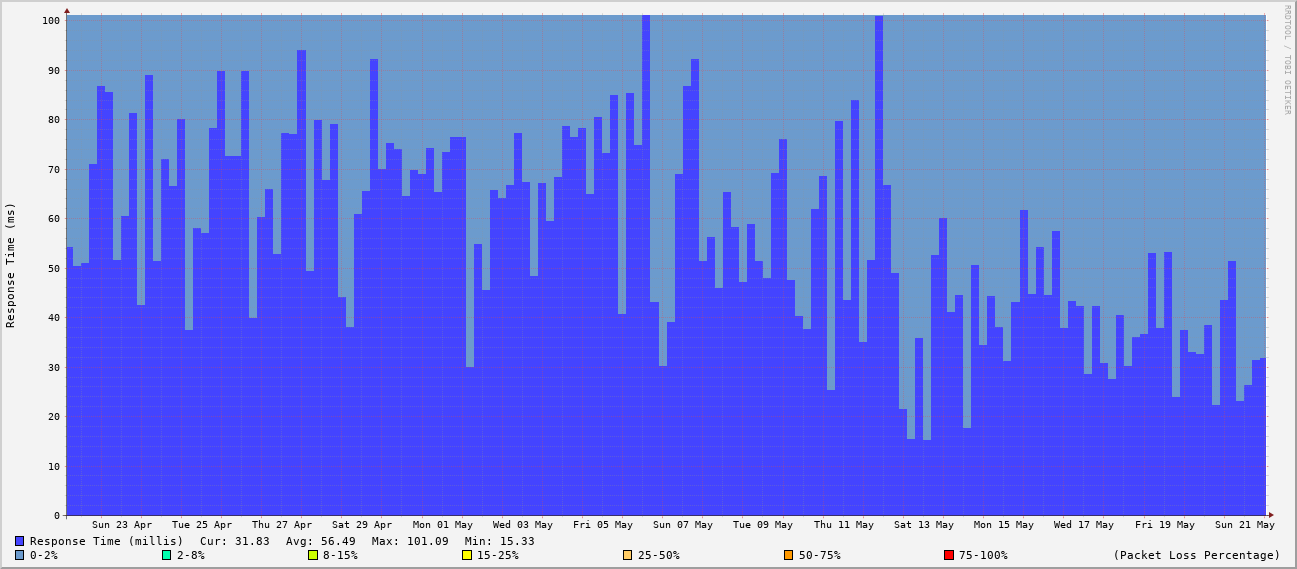 RRDTOOL / TOBI OETIKER
Response Time (ms)
100
90
80
70
60
50
40
30
20
10
0
Sun 23 Apr Tue 25 Apr Thu 27 Apr Sat 29 Apr Mon 01 May Wed 03 May Fri 05 May Sun 07 May Tue 09 May Thu 11 May Sat 13 May Mon 15 May Wed 17 May Fri 19 May Sun 21 May
Response Time (millis) Cur: 31.83 Avg: 56.49 Max: 101.09 Min: 15.33
0-2% 2-8% 8-15% 15-25% 25-50% 50-75% 75-100% (Packet Loss Percentage)